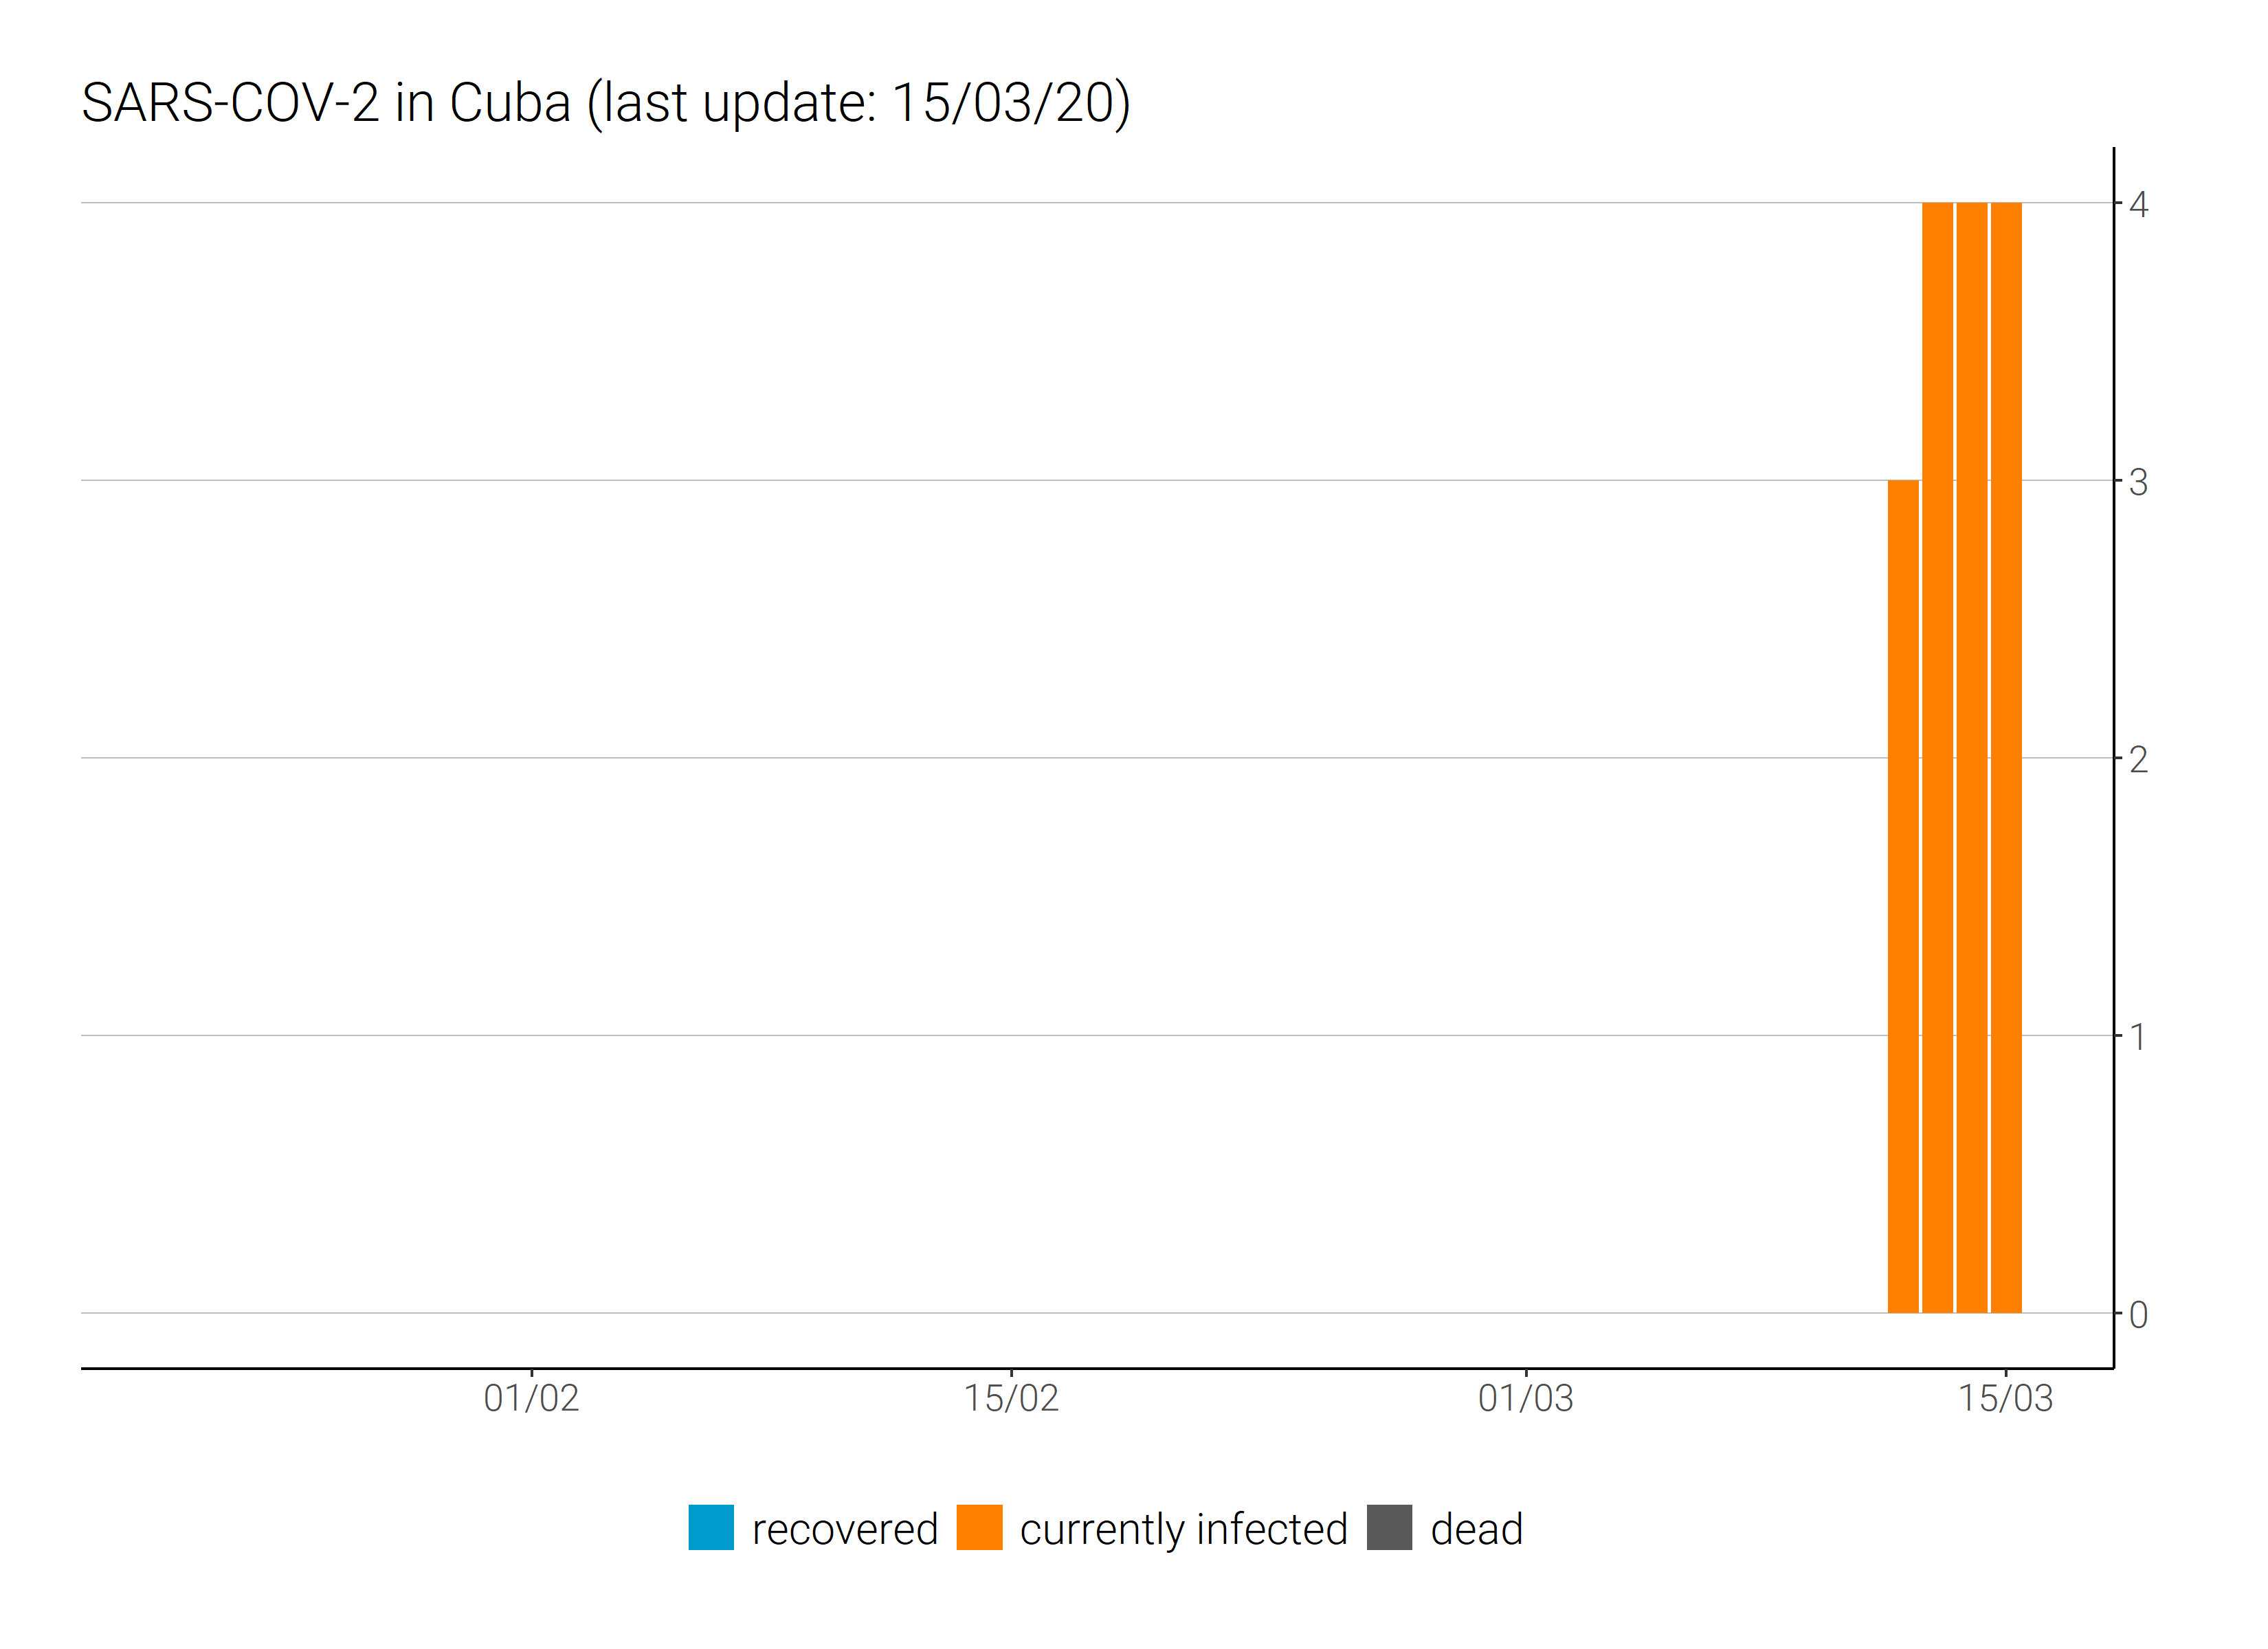 SARS-COV-2 in Cuba (last update: 15/03/20)
4
3
2
1
0
01/02 15/02 01/03 15/03
recovered currently infected dead